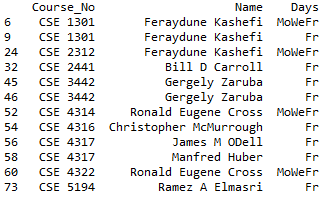 Course_No Name Days
6 CSE 1301 Feraydune Kashefi MoWeFr
9 CSE 1301 Feraydune Kashefi Fr
24 CSE 2312 Feraydune Kashefi MoWeFr
32 CSE 2441 Bill D Carroll Fr
45 CSE 3442 Gergely Zaruba Fr
46 CSE 3442 Gergely Zaruba Fr
52 CSE 4314 Ronald Eugene Cross MoWeFr
54 CSE 4316 Christopher McMurrough Fr
56 CSE 4317 James M ODell Fr
58 CSE 4317 Manfred Huber Fr
60 CSE 4322 Ronald Eugene Cross MoWeFr
73 CSE 5194 Ramez A Elmasri Fr